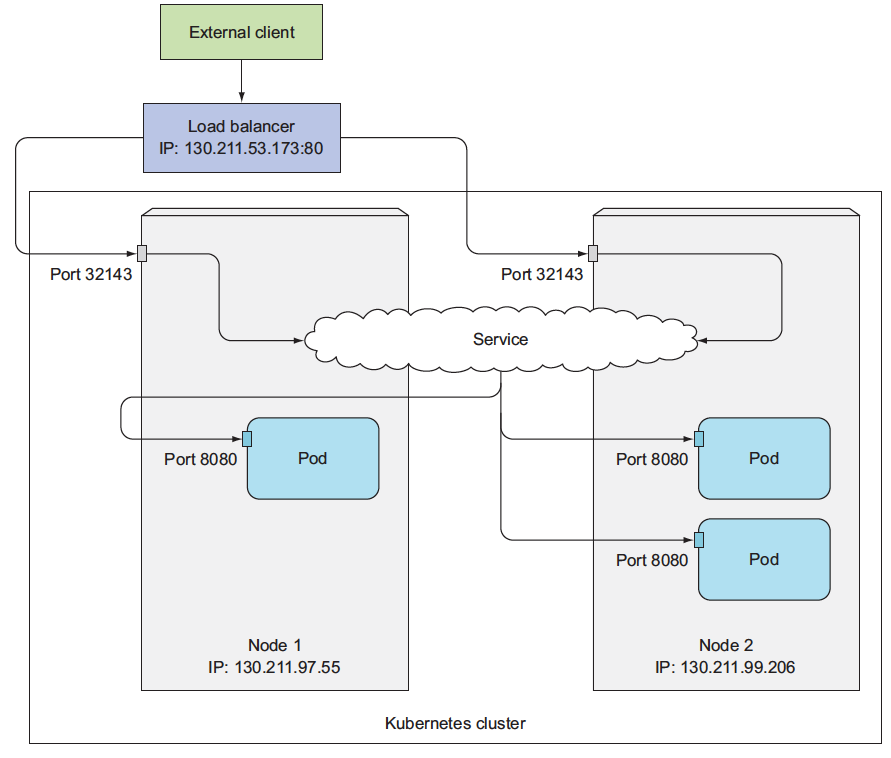 External client
Load balancer
IP: 130.211.53.173:80
Port 32143
Port 32143
Service
Port 8080
Pod
Port 8080
Pod
Port 8080
Pod
Node 1
IP: 130.211.97.55
Node 2
IP: 130.211.99.206
Kubernetes cluster